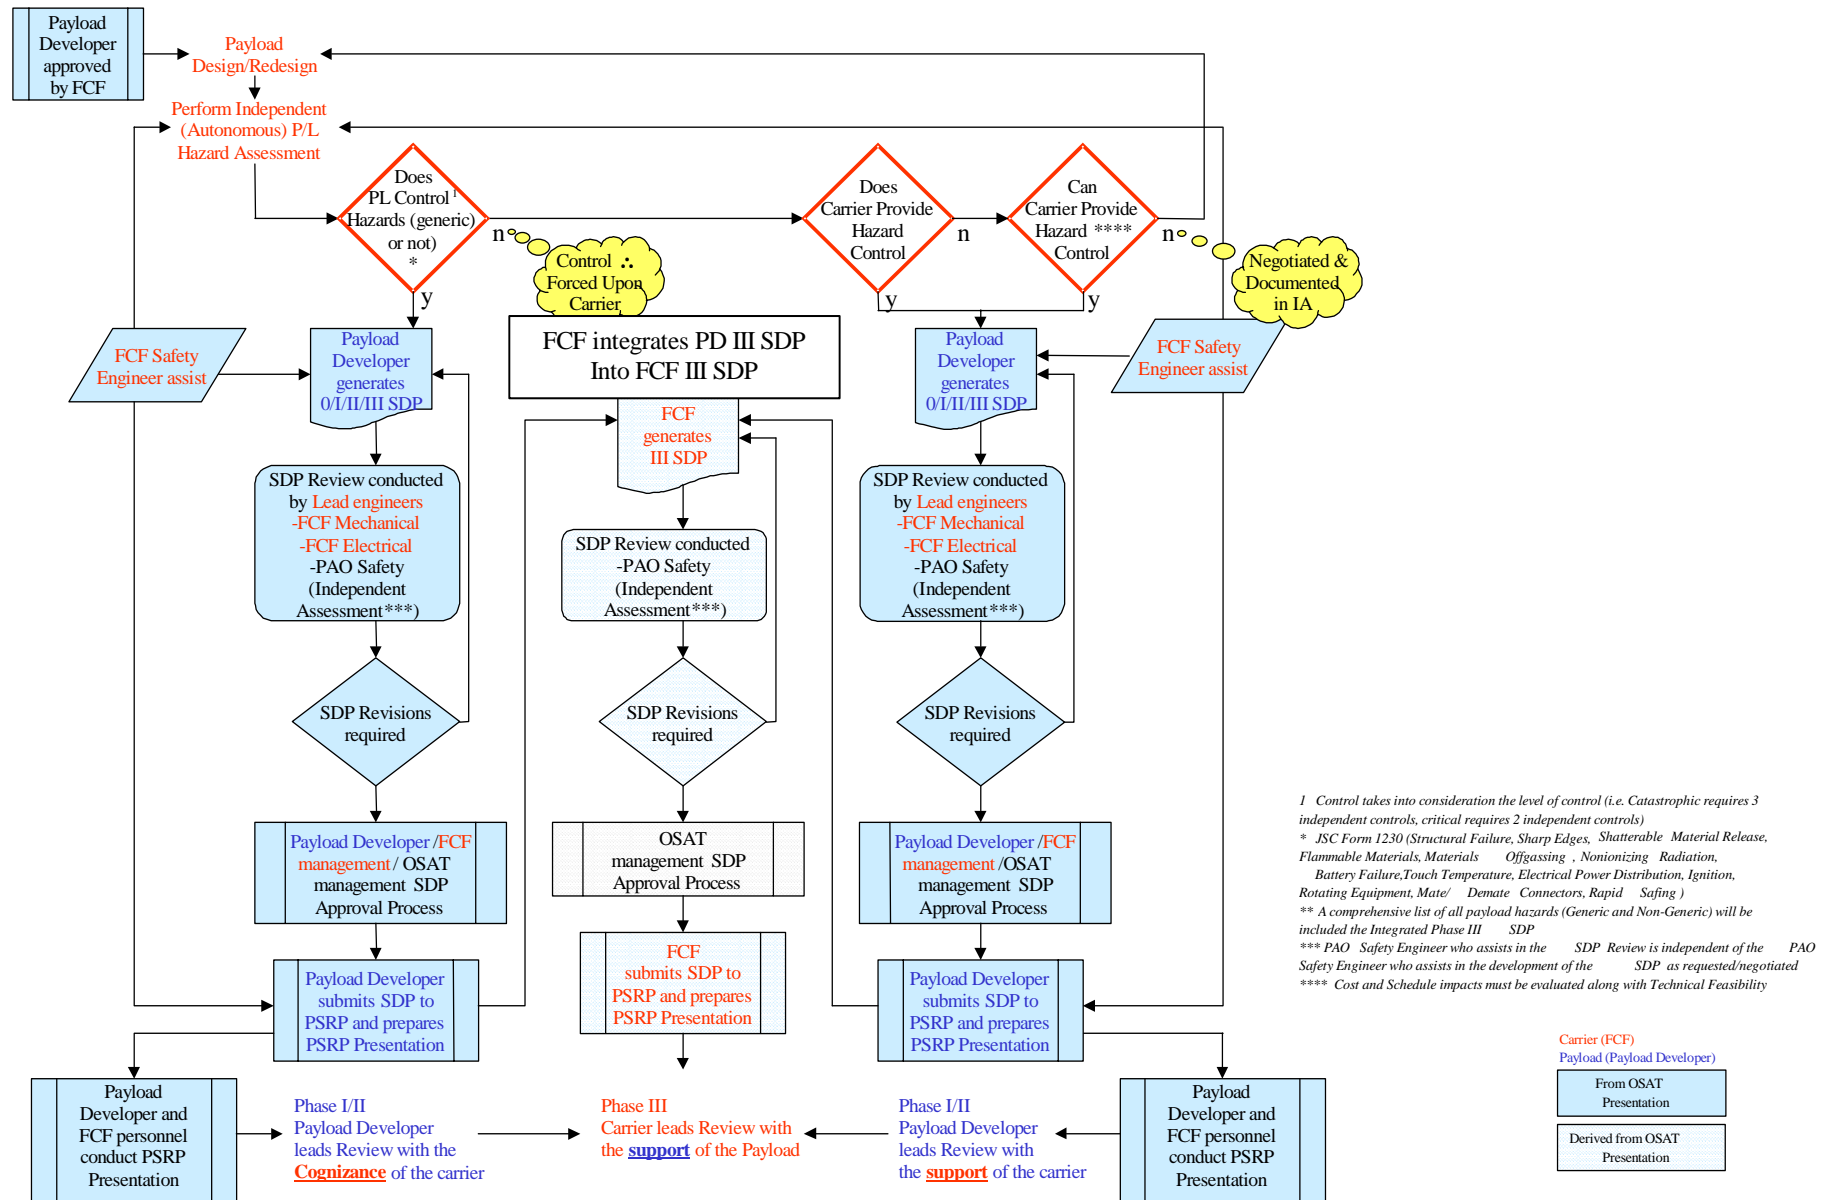 Payload
Developer
approved
by FCF
Payload
Design/Redesign
Perform Independent
(Autonomous) P/L
Hazard Assessment
Does
PL Control 1
Hazards (generic)
or not)
*
n
y
Control ∴
Forced Upon
Carrier
Does
Carrier Provide
Hazard
Control
n
y
Can
Carrier Provide
Hazard ****
Control
n
y
Negotiated &
Documented
in IA
FCF Safety
Engineer assist
Payload
Developer
generates
0/I/II/III SDP
FCF integrates PD III SDP
Into FCF III SDP
Payload
Developer
generates
0/I/II/III SDP
FCF Safety
Engineer assist
FCF
generates
III SDP
SDP Review conducted
by Lead engineers
-FCF Mechanical
-FCF Electrical
-PAO Safety
(Independent
Assessment***)
SDP Review conducted
-PAO Safety
(Independent
Assessment***)
SDP Review conducted
by Lead engineers
-FCF Mechanical
-FCF Electrical
-PAO Safety
(Independent
Assessment***)
SDP Revisions
required
SDP Revisions
required
SDP Revisions
required
Payload Developer /FCF
management/ OSAT
management SDP
Approval Process
OSAT
management SDP
Approval Process
Payload Developer /FCF
management /OSAT
management SDP
Approval Process
Payload Developer
submits SDP to
PSRP and prepares
PSRP Presentation
FCF
submits SDP to
PSRP and prepares
PSRP Presentation
Payload Developer
submits SDP to
PSRP and prepares
PSRP Presentation
Payload
Developer and
FCF personnel
conduct PSRP
Presentation
Phase I/II
Payload Developer
leads Review with the
Cognizance of the carrier
Phase III
Carrier leads Review with
the support of the Payload
Phase I/II
Payload Developer
leads Review with
the support of the carrier
Payload
Developer and
FCF personnel
conduct PSRP
Presentation
1 Control takes into consideration the level of control (i.e. Catastrophic requires 3
independent controls, critical requires 2 independent controls)
* JSC Form 1230 (Structural Failure, Sharp Edges, Shatterable Material Release,
Flammable Materials, Materials Offgassing , Nonionizing Radiation,
Battery Failure,Touch Temperature, Electrical Power Distribution, Ignition,
Rotating Equipment, Mate/ Demate Connectors, Rapid Safing )
** A comprehensive list of all payload hazards (Generic and Non-Generic) will be
included the Integrated Phase III SDP
*** PAO Safety Engineer who assists in the SDP Review is independent of the PAO
Safety Engineer who assists in the development of the SDP as requested/negotiated
**** Cost and Schedule impacts must be evaluated along with Technical Feasibility
Carrier (FCF)
Payload (Payload Developer)
From OSAT
Presentation
Derived from OSAT
Presentation